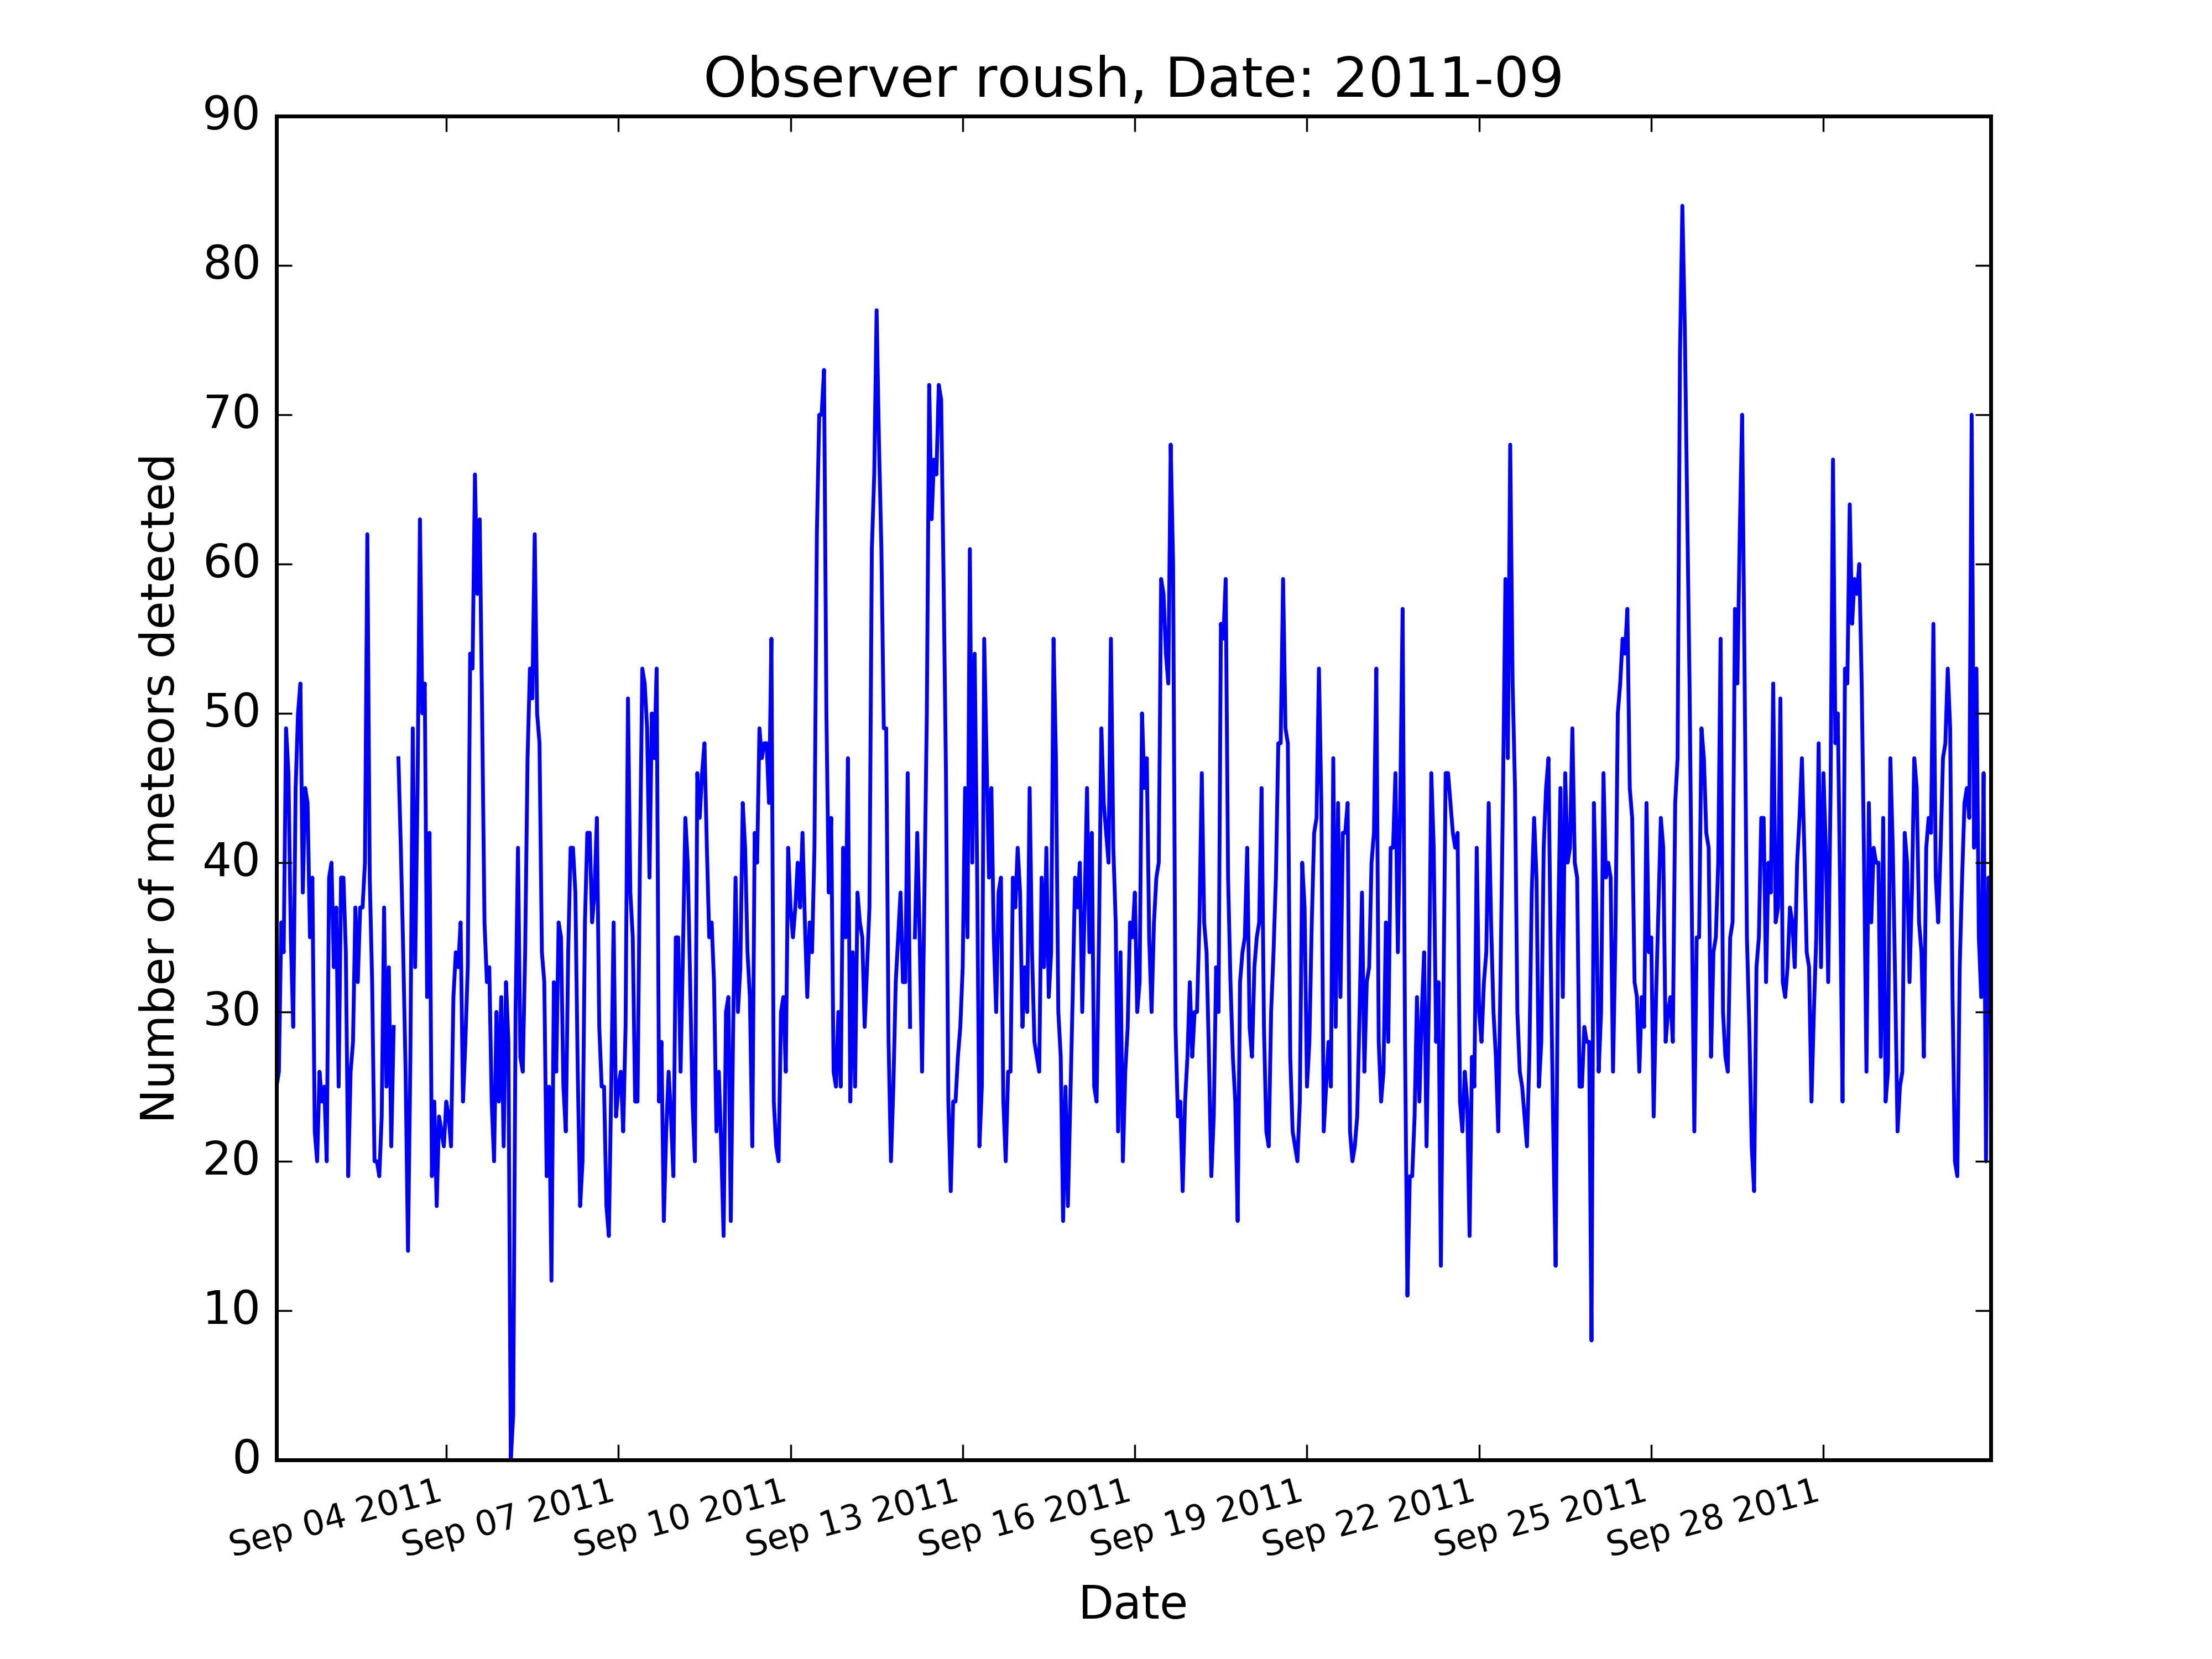 Observer roush, Date: 2011-09
Number of meteors detected
90
80
70
60
50
40
30
20
10
0
Sep 04 2011
Sep 07 2011
Sep 10 2011
Sep 13 2011
Sep 16 2011
Sep 19 2011
Sep 22 2011
Sep 25 2011
Sep 28 2011
Date